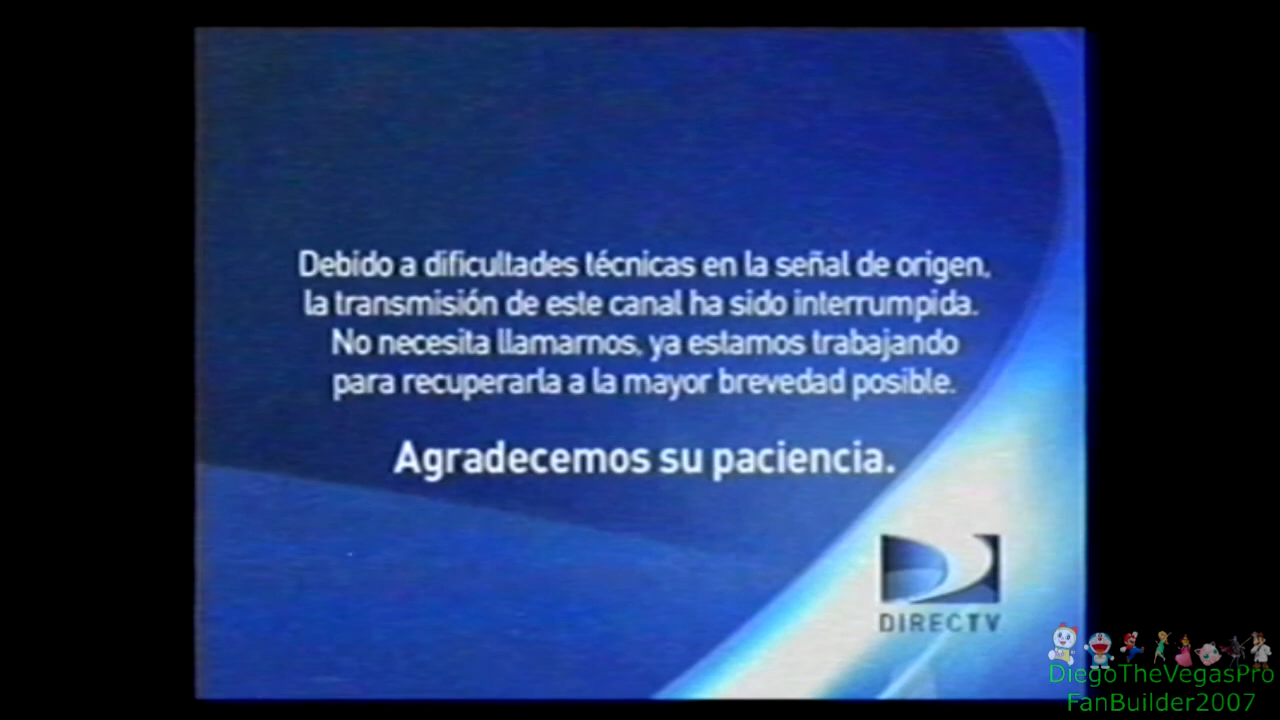 Debido a dificultades técnicas en la señal de origen,
la transmisión de este canal ha sido interrumpida.
No necesita llamarnos, ya estamos trabajando
para recuperarla a la mayor brevedad posible.
Agradecemos su paciencia.
DIRECTV
DiegoTheVegasPro
FanBuilder2007